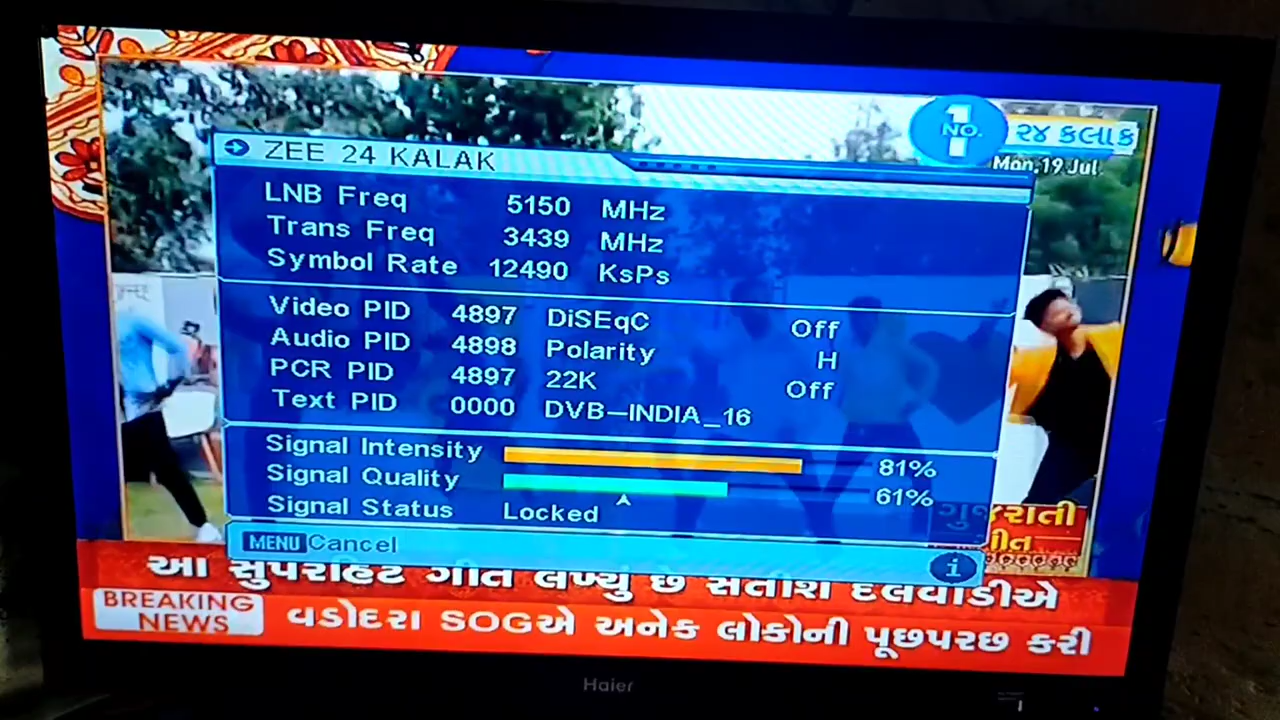 1
NO.
૨૪ કલાક
Mon,19 Jul
ZEE 24 KALAK
LNB Freq 5150 MHz
Trans Freq 3439 MHz
Symbol Rate 12490 KsPs
Video PID 4897 DiSEqC Off
Audio PID 4898 Polarity H
PCR PID 4897 22K Off
Text PID 0000 DVB-INDIA_16
Signal Intensity 81%
Signal Quality 61%
Signal Status Locked
MENU Cancel
i
ગુજરાતી
ગીત
આ સુપરહિટ ગીત લખ્યું છે સતીશ દલવાડીએ
BREAKING
NEWS
વડોદરા SOGએ અનેક લોકોની પૂછપરછ કરી
Haier